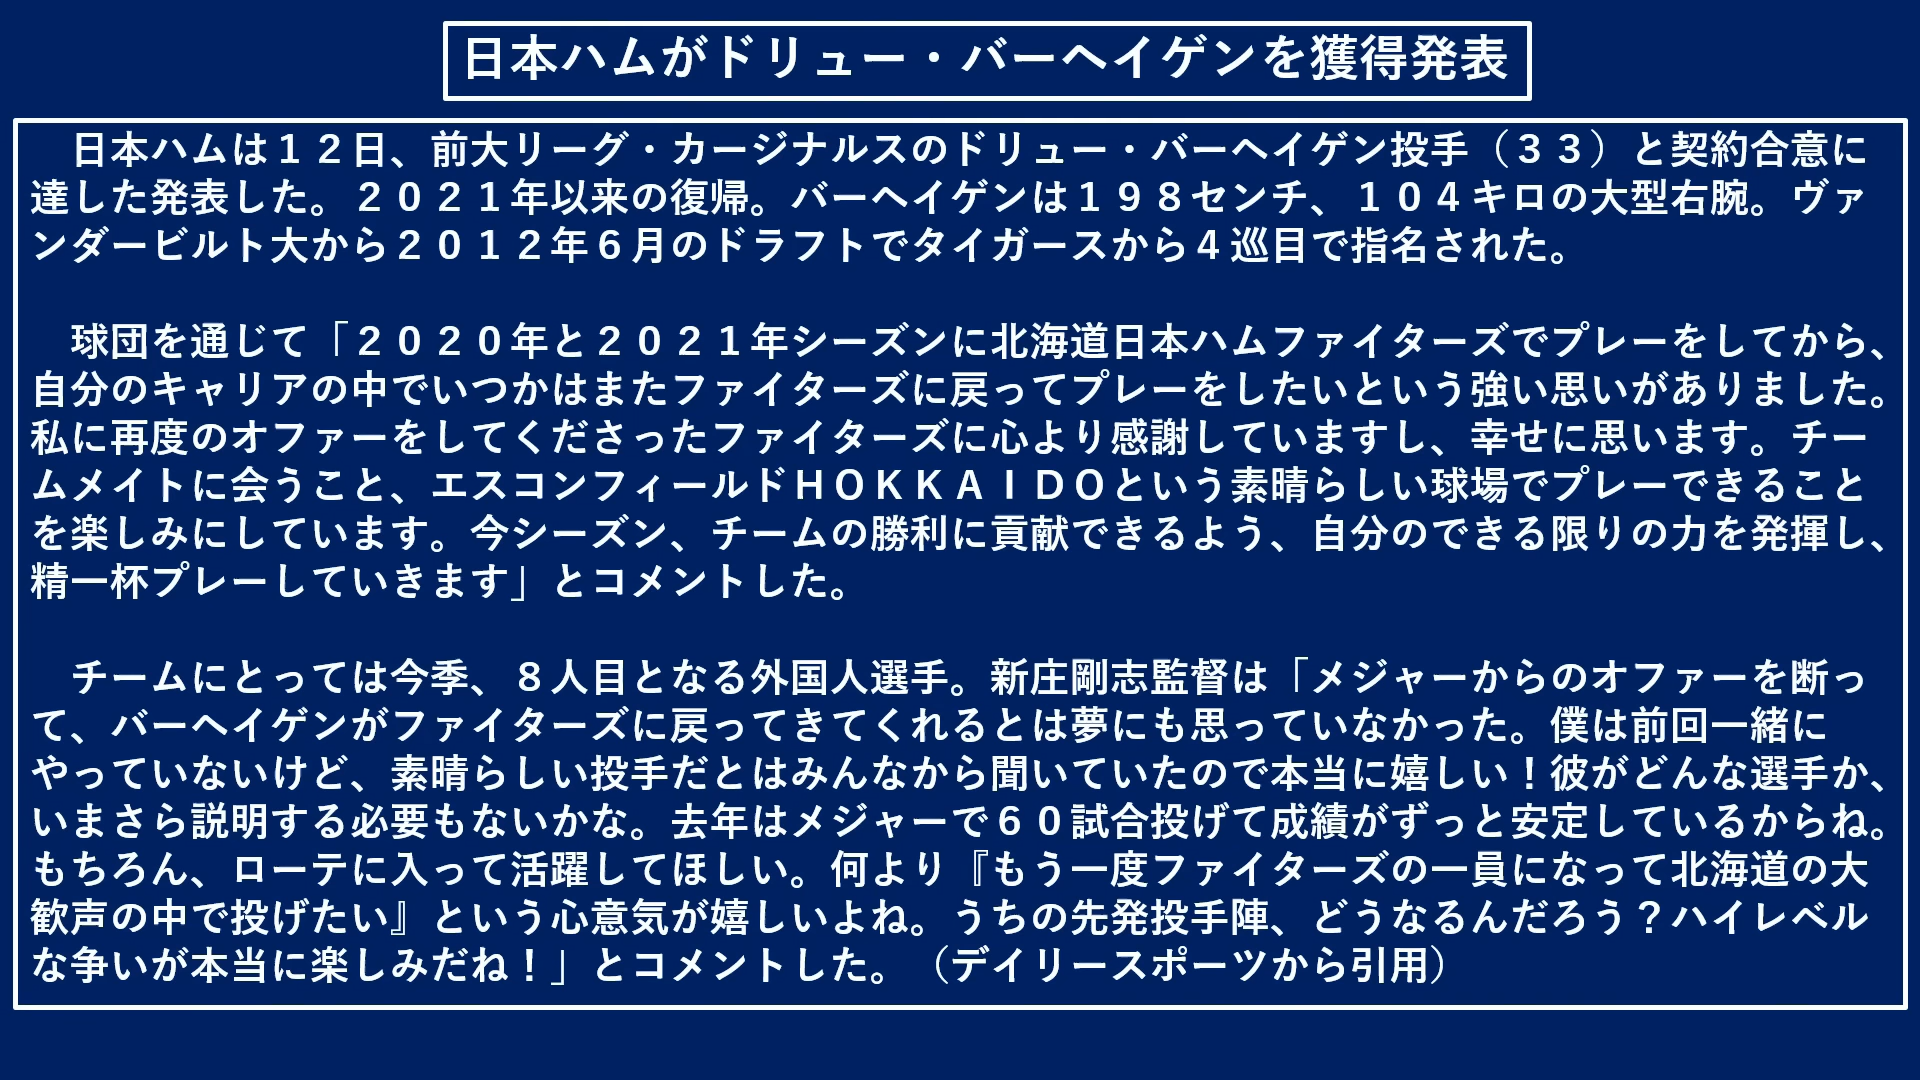 日本ハムがドリュー・バーヘイゲンを獲得発表
日本ハムは１２日、前大リーグ・カージナルスのドリュー・バーヘイゲン投手（３３）と契約合意に
達した発表した。２０２１年以来の復帰。バーヘイゲンは１９８センチ、１０４キロの大型右腕。ヴァ
ンダービルト大から２０１２年６月のドラフトでタイガースから４巡目で指名された。
球団を通じて「２０２０年と２０２１年シーズンに北海道日本ハムファイターズでプレーをしてから、
自分のキャリアの中でいつかはまたファイターズに戻ってプレーをしたいという強い思いがありました。
私に再度のオファーをしてくださったファイターズに心より感謝していますし、幸せに思います。チー
ムメイトに会うこと、エスコンフィールドＨＯＫＫＡＩＤＯという素晴らしい球場でプレーできること
を楽しみにしています。今シーズン、チームの勝利に貢献できるよう、自分のできる限りの力を発揮し、
精一杯プレーしていきます」とコメントした。
チームにとっては今季、８人目となる外国人選手。新庄剛志監督は「メジャーからのオファーを断っ
て、バーヘイゲンがファイターズに戻ってきてくれるとは夢にも思っていなかった。僕は前回一緒に
やっていないけど、素晴らしい投手だとはみんなから聞いていたので本当に嬉しい！彼がどんな選手か、
いまさら説明する必要もないかな。去年はメジャーで６０試合投げて成績がずっと安定しているからね。
もちろん、ローテに入って活躍してほしい。何より『もう一度ファイターズの一員になって北海道の大
歓声の中で投げたい』という心意気が嬉しいよね。うちの先発投手陣、どうなるんだろう？ハイレベル
な争いが本当に楽しみだね！」とコメントした。（デイリースポーツから引用）